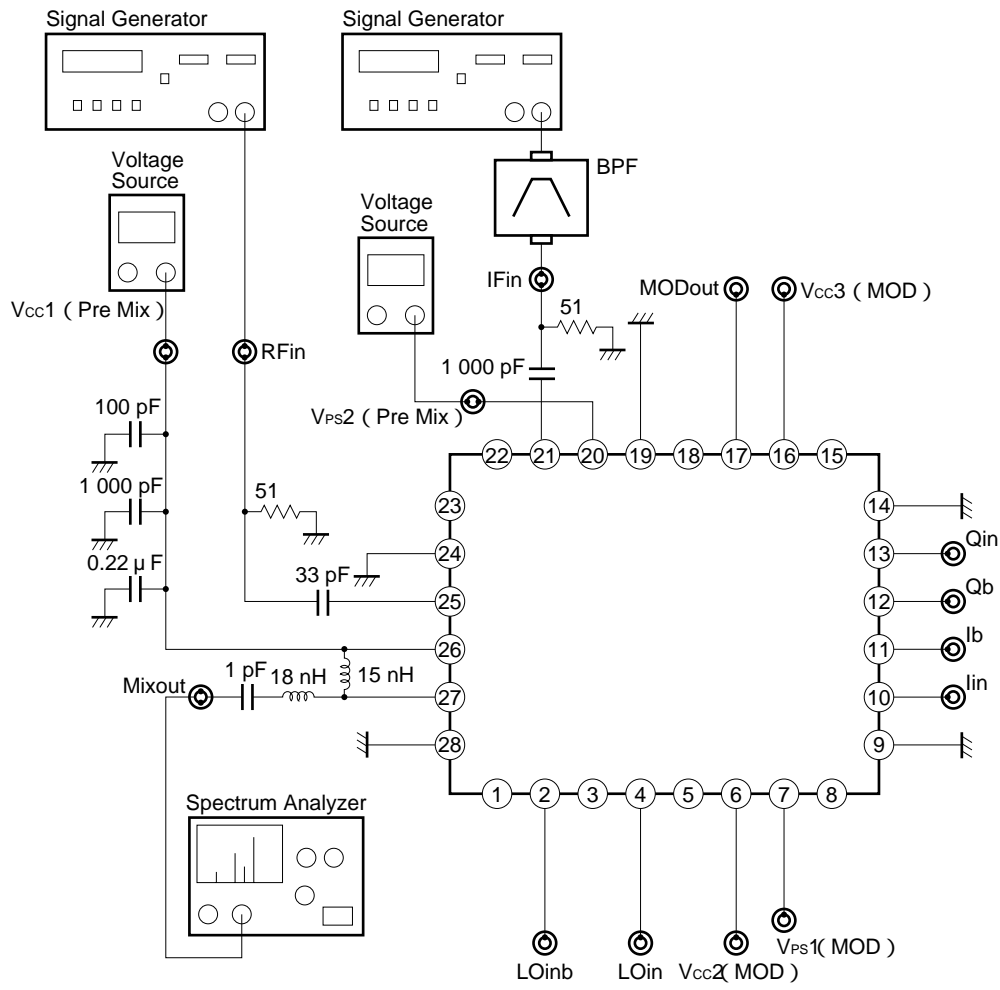 Signal Generator
Signal Generator
Voltage
Source
BPF
Voltage
Source
IFin
MODout
VCC3 ( MOD )
VCC1 ( Pre Mix )
51
RFin
1 000 pF
VPS2 ( Pre Mix )
100 pF
22
21
20
19
18
17
16
15
1 000 pF
51
23
14
Qin
0.22 μ F
24
13
33 pF
Qb
25
12
Ib
26
11
1 pF
18 nH
15 nH
Iin
Mixout
27
10
28
9
Spectrum Analyzer
1
2
3
4
5
6
7
8
VPS1( MOD )
LOinb
LOin
VCC2( MOD )